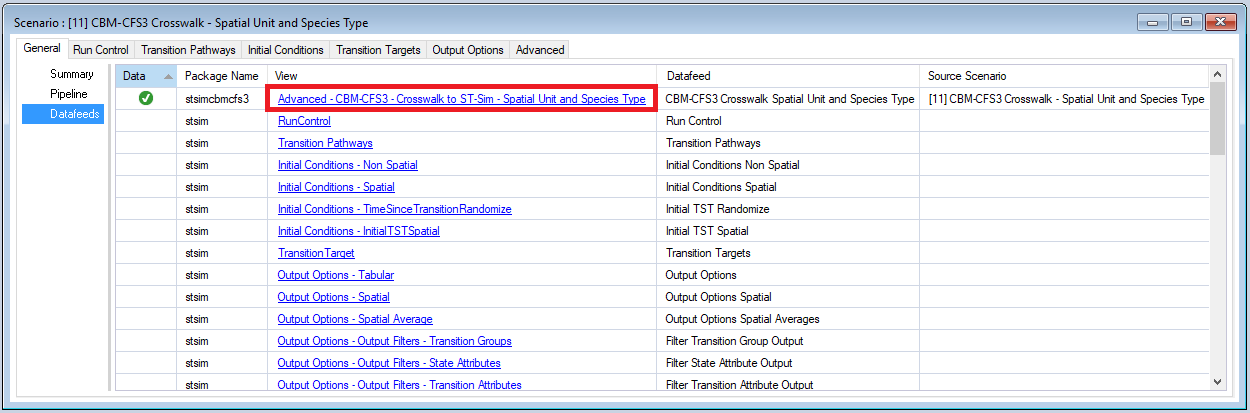 Scenario : [11] CBM-CFS3 Crosswalk - Spatial Unit and Species Type
General Run Control Transition Pathways Initial Conditions Transition Targets Output Options Advanced
Summary
Pipeline
Datafeeds
Data Package Name View Datafeed Source Scenario
stsimcbmcfs3 Advanced - CBM-CFS3 - Crosswalk to ST-Sim - Spatial Unit and Species Type CBM-CFS3 Crosswalk Spatial Unit and Species Type [11] CBM-CFS3 Crosswalk - Spatial Unit and Species Type
stsim RunControl Run Control
stsim Transition Pathways Transition Pathways
stsim Initial Conditions - Non Spatial Initial Conditions Non Spatial
stsim Initial Conditions - Spatial Initial Conditions Spatial
stsim Initial Conditions - TimeSinceTransitionRandomize Initial TST Randomize
stsim Initial Conditions - InitialTSTSpatial Initial TST Spatial
stsim TransitionTarget Transition Targets
stsim Output Options - Tabular Output Options
stsim Output Options - Spatial Output Options Spatial
stsim Output Options - Spatial Average Output Options Spatial Averages
stsim Output Options - Output Filters - Transition Groups Filter Transition Group Output
stsim Output Options - Output Filters - State Attributes Filter State Attribute Output
stsim Output Options - Output Filters - Transition Attributes Filter Transition Attribute Output